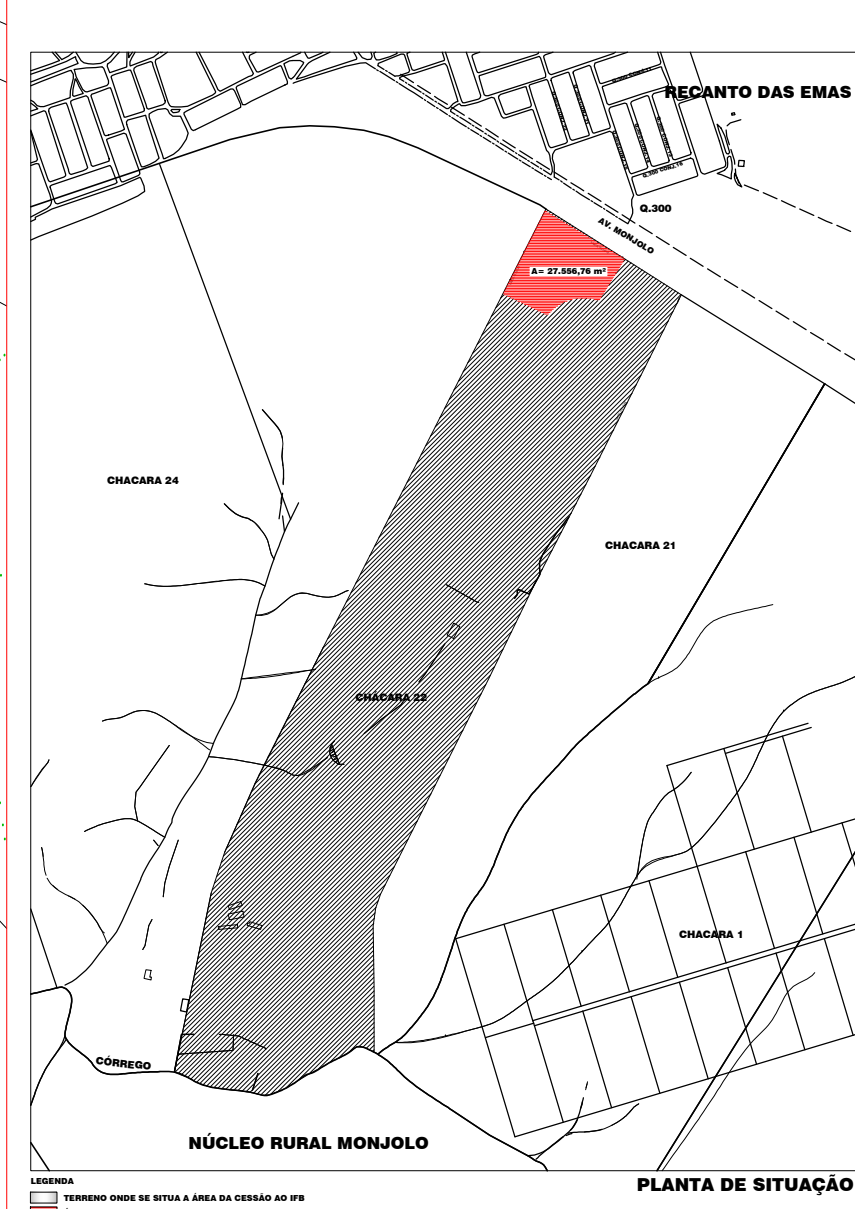 RECANTO DAS EMAS
Q.300
AV. MONJOLO
A= 27.556,76 m²
CHACARA 24
CHACARA 21
CHÁCARA 22
CHACARA 1
CÓRREGO
NÚCLEO RURAL MONJOLO
LEGENDA
PLANTA DE SITUAÇÃO
TERRENO ONDE SE SITUA A ÁREA DA CESSÃO AO IFB